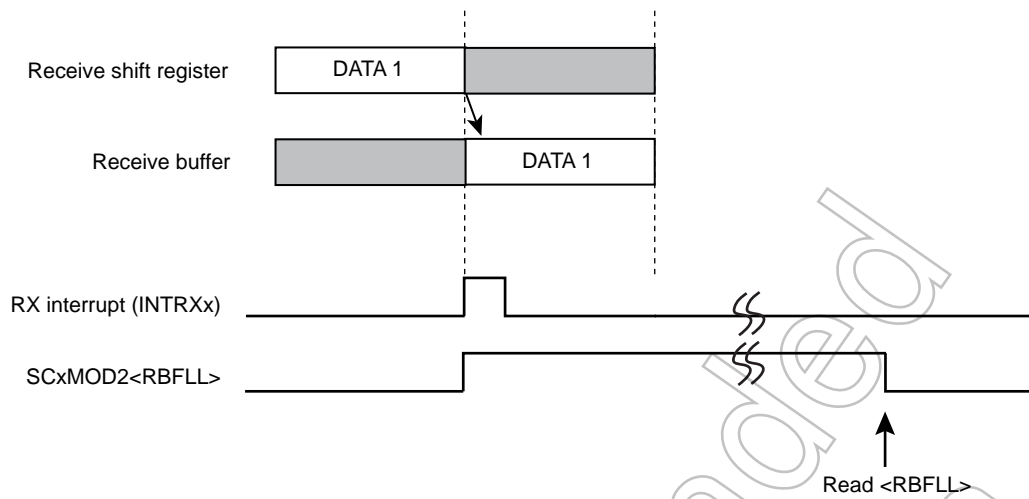 Receive shift register
DATA 1
Receive buffer
DATA 1
RX interrupt (INTRXx)
SCxMOD2<RBFLL>
Read <RBFLL>